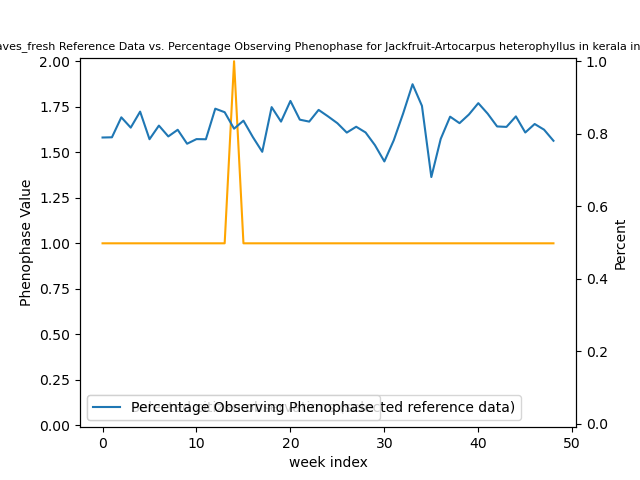 aves_fresh Reference Data vs. Percentage Observing Phenophase for Jackfruit-Artocarpus heterophyllus in kerala in
2.00
1.75
1.50
1.25
1.00
0.75
0.50
0.25
0.00
Phenophase Value
1.0
0.8
0.6
0.4
0.2
0.0
Percent
Percentage Observing Phenophase ted reference data)
0 10 20 30 40 50
week index